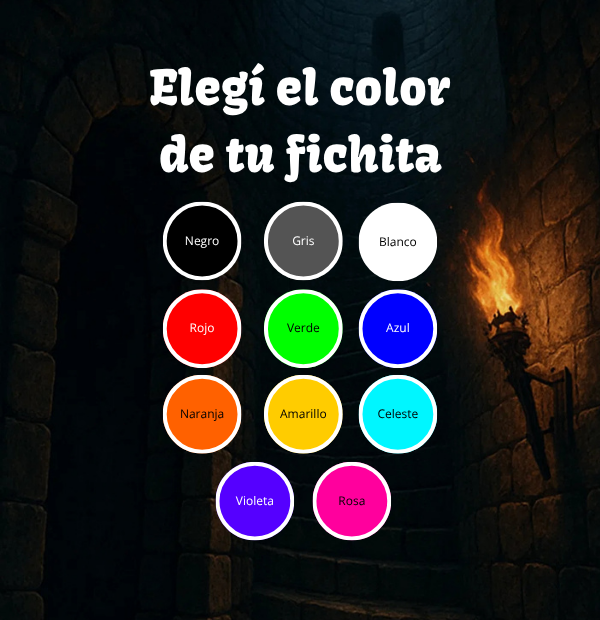 Elegí el color
de tu fichita
Negro Gris Blanco
Rojo Verde Azul
Naranja Amarillo Celeste
Violeta Rosa